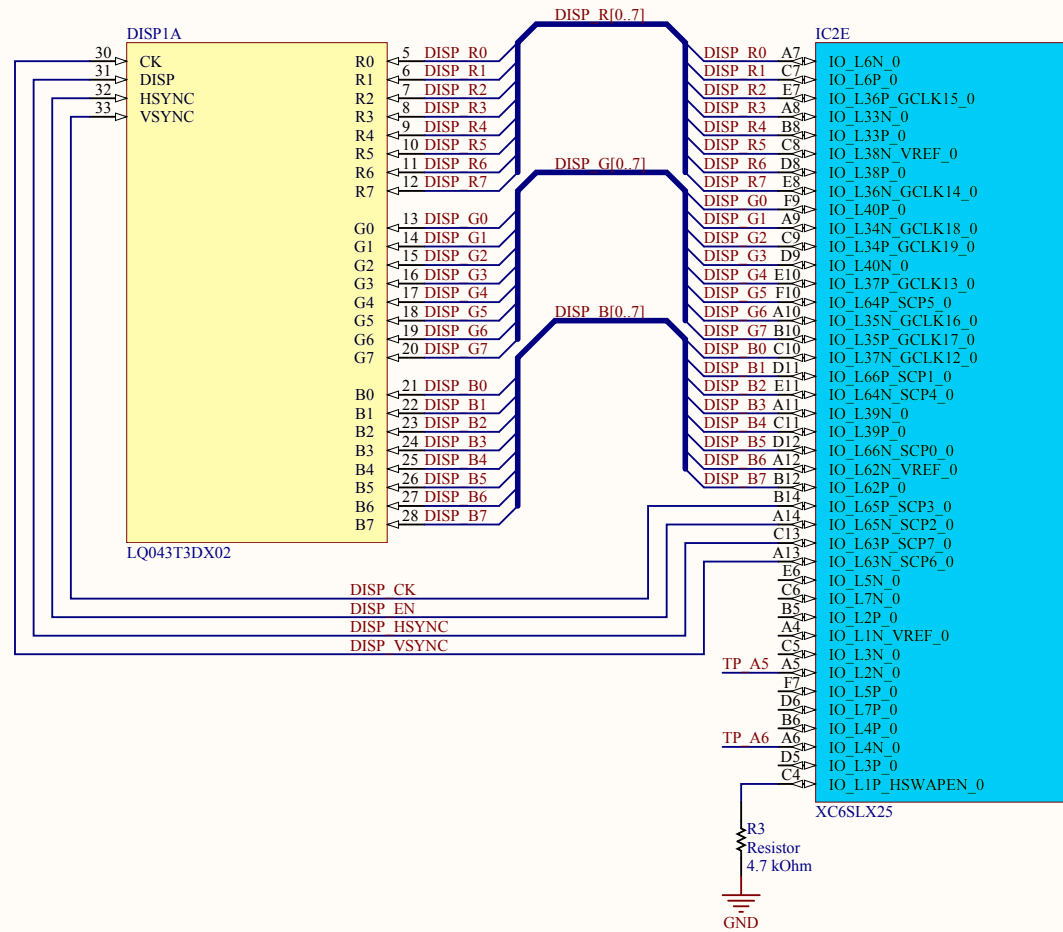 DISP_R[0..7]
DISP1A
IC2E
30 CK
31 DISP
32 HSYNC
33 VSYNC
R0 5 DISP_R0
R1 6 DISP_R1
R2 7 DISP_R2
R3 8 DISP_R3
R4 9 DISP_R4
R5 10 DISP_R5
R6 11 DISP_R6
R7 12 DISP_R7
G0 13 DISP_G0
G1 14 DISP_G1
G2 15 DISP_G2
G3 16 DISP_G3
G4 17 DISP_G4
G5 18 DISP_G5
G6 19 DISP_G6
G7 20 DISP_G7
B0 21 DISP_B0
B1 22 DISP_B1
B2 23 DISP_B2
B3 24 DISP_B3
B4 25 DISP_B4
B5 26 DISP_B5
B6 27 DISP_B6
B7 28 DISP_B7
LQ043T3DX02
DISP_G[0..7]
DISP_B[0..7]
DISP_CK
DISP_EN
DISP_HSYNC
DISP_VSYNC
DISP_R0 A7 IO_L6N_0
DISP_R1 C7 IO_L6P_0
DISP_R2 E7 IO_L36P_GCLK15_0
DISP_R3 A8 IO_L33N_0
DISP_R4 B8 IO_L33P_0
DISP_R5 C8 IO_L38N_VREF_0
DISP_R6 D8 IO_L38P_0
DISP_R7 E8 IO_L36N_GCLK14_0
DISP_G0 F9 IO_L40P_0
DISP_G1 A9 IO_L34N_GCLK18_0
DISP_G2 C9 IO_L34P_GCLK19_0
DISP_G3 D9 IO_L40N_0
DISP_G4 E10 IO_L37P_GCLK13_0
DISP_G5 F10 IO_L64P_SCP5_0
DISP_G6 A10 IO_L35N_GCLK16_0
DISP_G7 B10 IO_L35P_GCLK17_0
DISP_B0 C10 IO_L37N_GCLK12_0
DISP_B1 D11 IO_L66P_SCP1_0
DISP_B2 E11 IO_L64N_SCP4_0
DISP_B3 A11 IO_L39N_0
DISP_B4 C11 IO_L39P_0
DISP_B5 D12 IO_L66N_SCP0_0
DISP_B6 A12 IO_L62N_VREF_0
DISP_B7 B12 IO_L62P_0
B14 IO_L65P_SCP3_0
A14 IO_L65N_SCP2_0
C13 IO_L63P_SCP7_0
A13 IO_L63N_SCP6_0
E6 IO_L5N_0
C6 IO_L7N_0
B5 IO_L2P_0
A4 IO_L1N_VREF_0
C5 IO_L3N_0
TP_A5 A5 IO_L2N_0
F7 IO_L5P_0
D6 IO_L7P_0
B6 IO_L4P_0
TP_A6 A6 IO_L4N_0
D5 IO_L3P_0
C4 IO_L1P_HSWAPEN_0
XC6SLX25
R3
Resistor
4.7 kOhm
GND